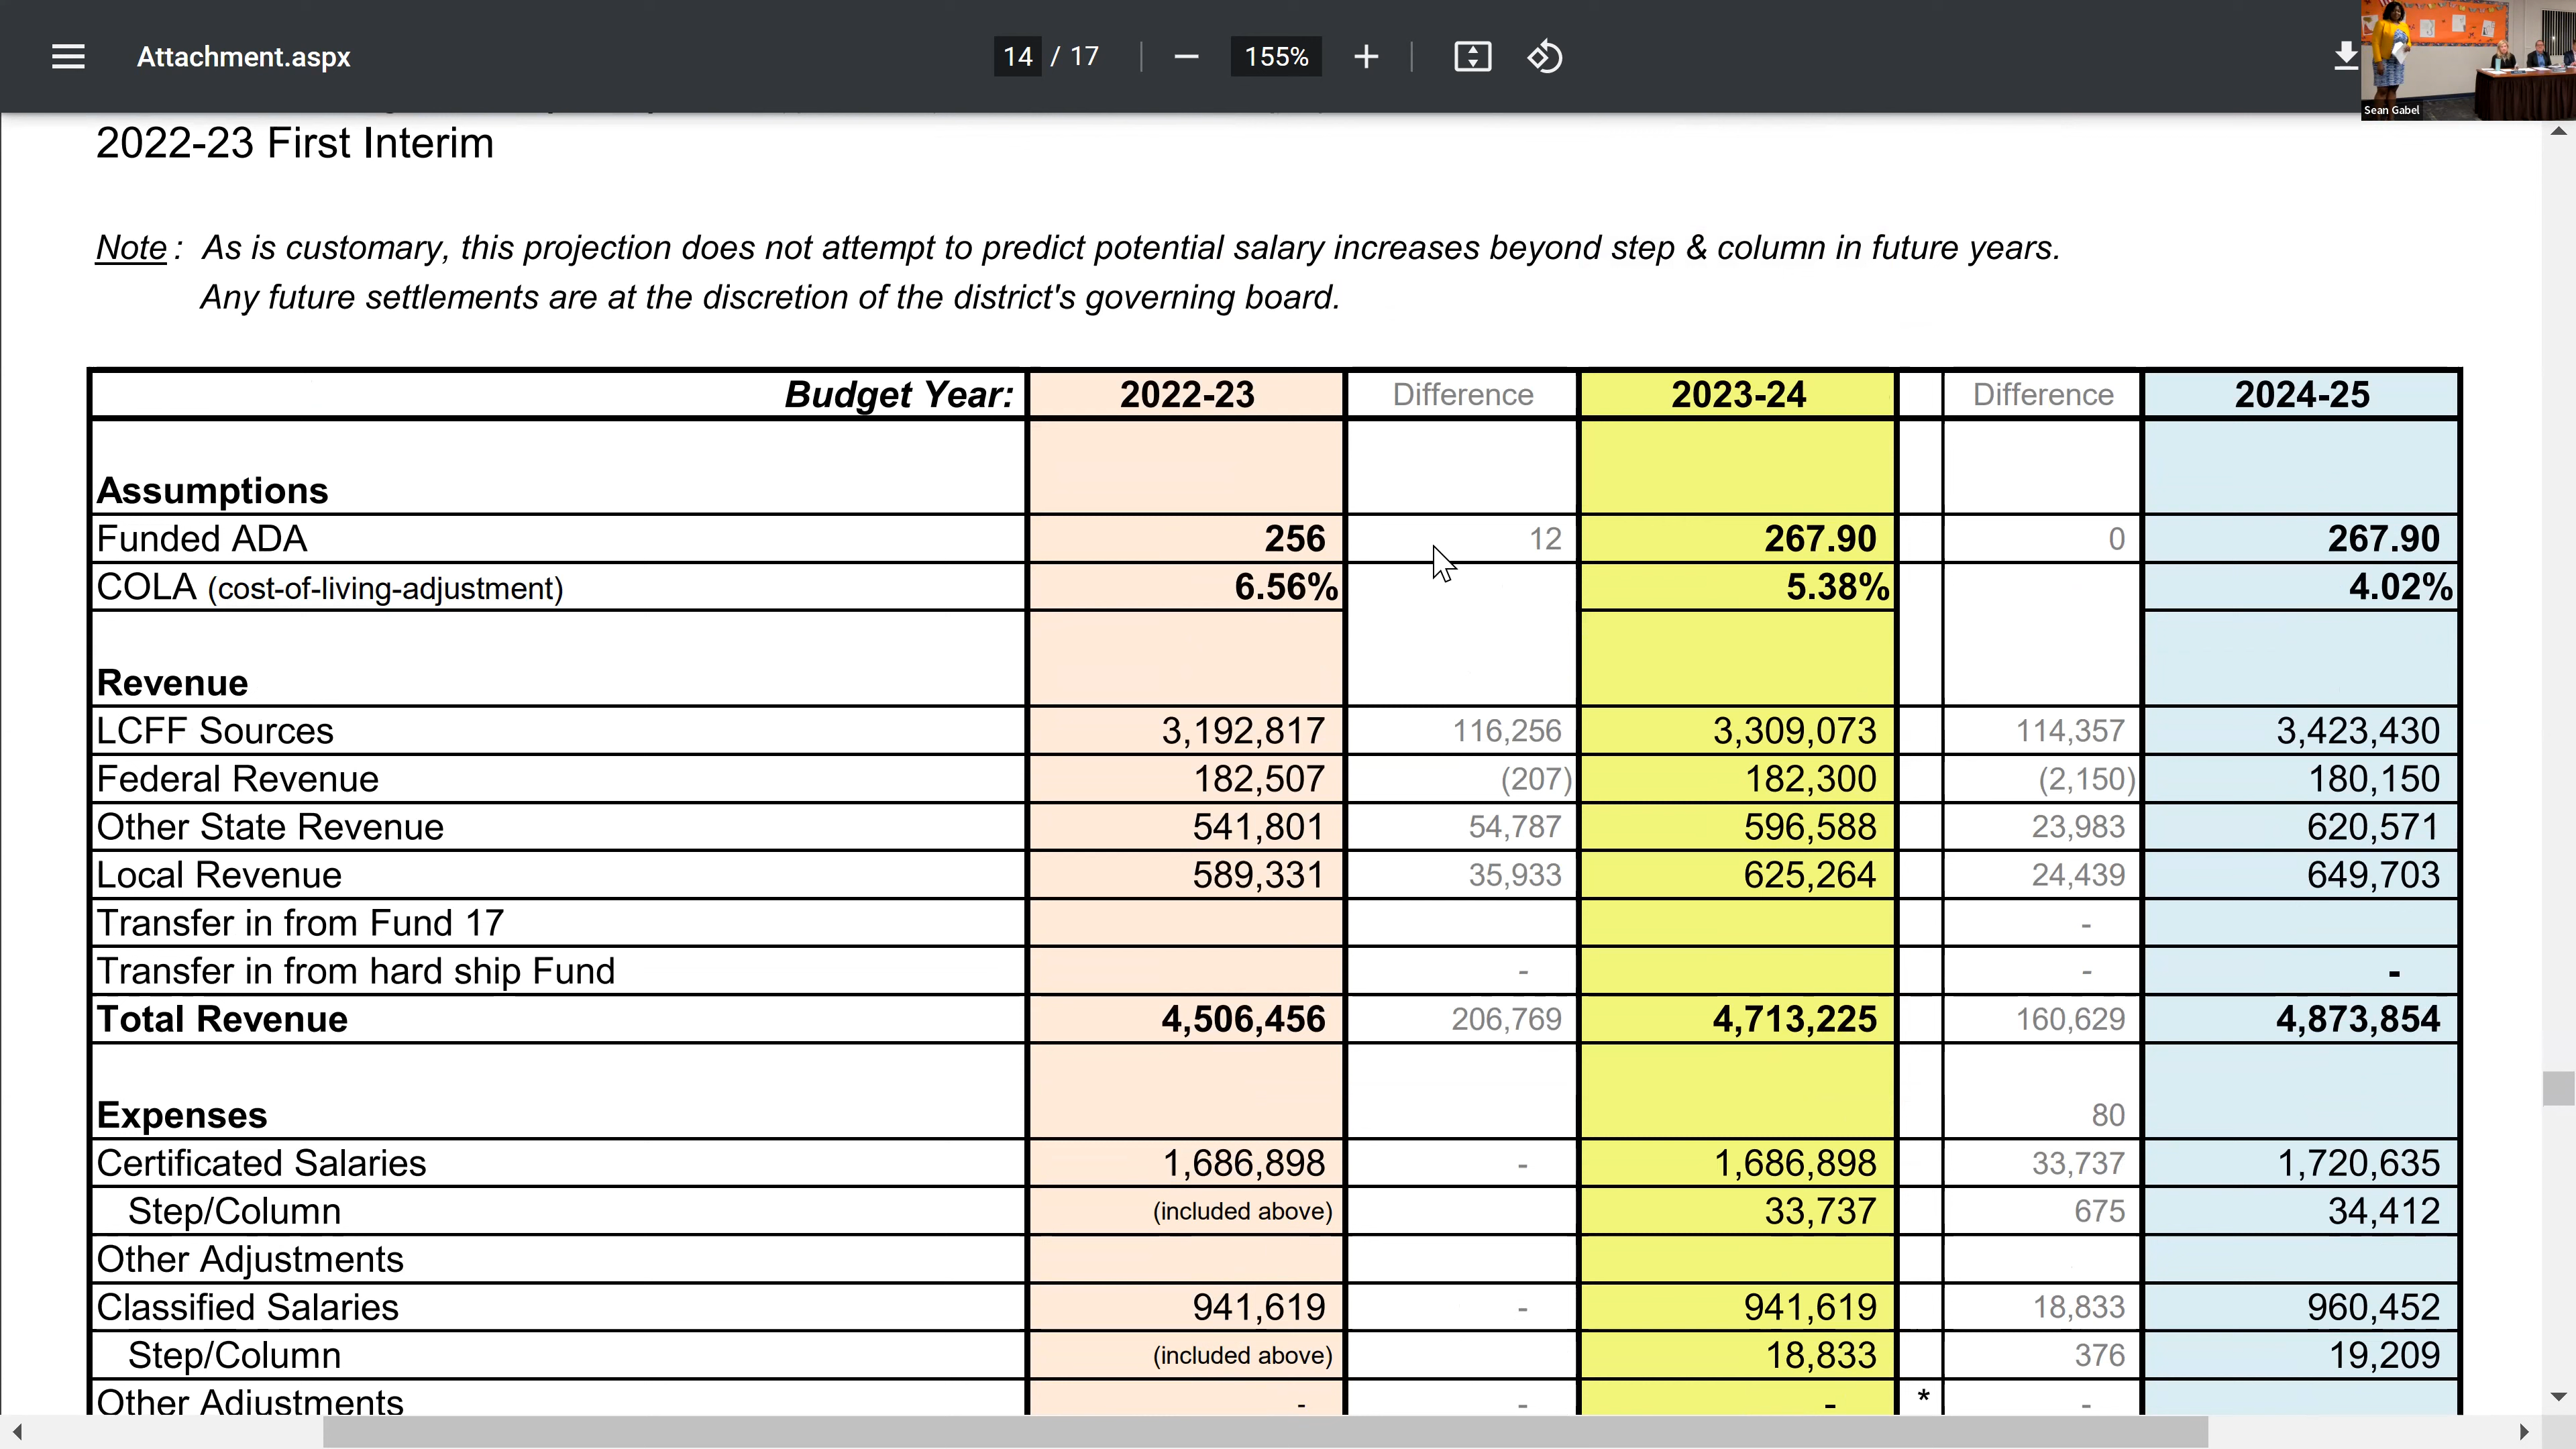 Attachment.aspx
14 / 17
155%
Sean Gabel
2022-23 First Interim
Note : As is customary, this projection does not attempt to predict potential salary increases beyond step & column in future years.
Any future settlements are at the discretion of the district's governing board.
Budget Year: 2022-23 Difference 2023-24 Difference 2024-25
Assumptions
Funded ADA 256 12 267.90 0 267.90
COLA (cost-of-living-adjustment) 6.56% 5.38% 4.02%
Revenue
LCFF Sources 3,192,817 116,256 3,309,073 114,357 3,423,430
Federal Revenue 182,507 (207) 182,300 (2,150) 180,150
Other State Revenue 541,801 54,787 596,588 23,983 620,571
Local Revenue 589,331 35,933 625,264 24,439 649,703
Transfer in from Fund 17 -
Transfer in from hard ship Fund - - -
Total Revenue 4,506,456 206,769 4,713,225 160,629 4,873,854
Expenses 80
Certificated Salaries 1,686,898 - 1,686,898 33,737 1,720,635
Step/Column (included above) 33,737 675 34,412
Other Adjustments
Classified Salaries 941,619 - 941,619 18,833 960,452
Step/Column (included above) 18,833 376 19,209
Other Adjustments - - - * -